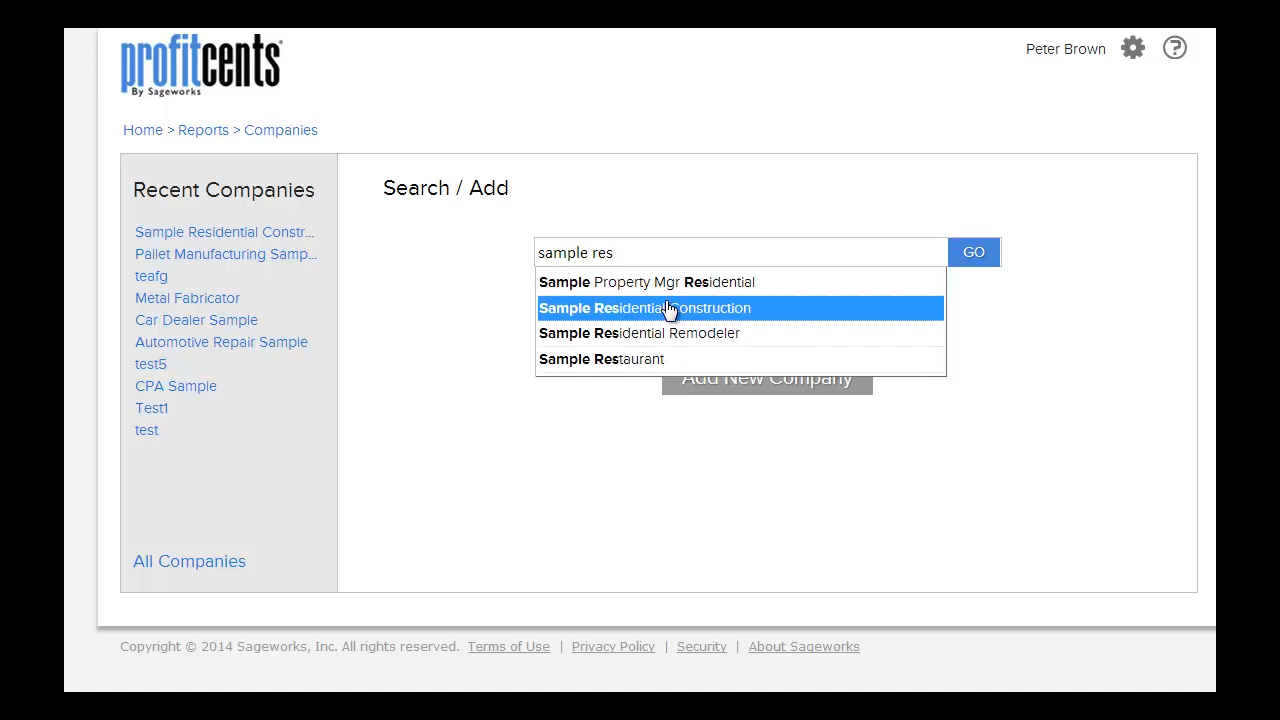 profitcents
By Sageworks
Peter Brown
Home > Reports > Companies
Recent Companies
Sample Residential Constr...
Pallet Manufacturing Samp...
teafg
Metal Fabricator
Car Dealer Sample
Automotive Repair Sample
test5
CPA Sample
Test1
test
All Companies
Search / Add
sample res
GO
Sample Property Mgr Residential
Sample Residential Construction
Sample Residential Remodeler
Sample Restaurant
Add New Company
Copyright © 2014 Sageworks, Inc. All rights reserved. Terms of Use | Privacy Policy | Security | About Sageworks